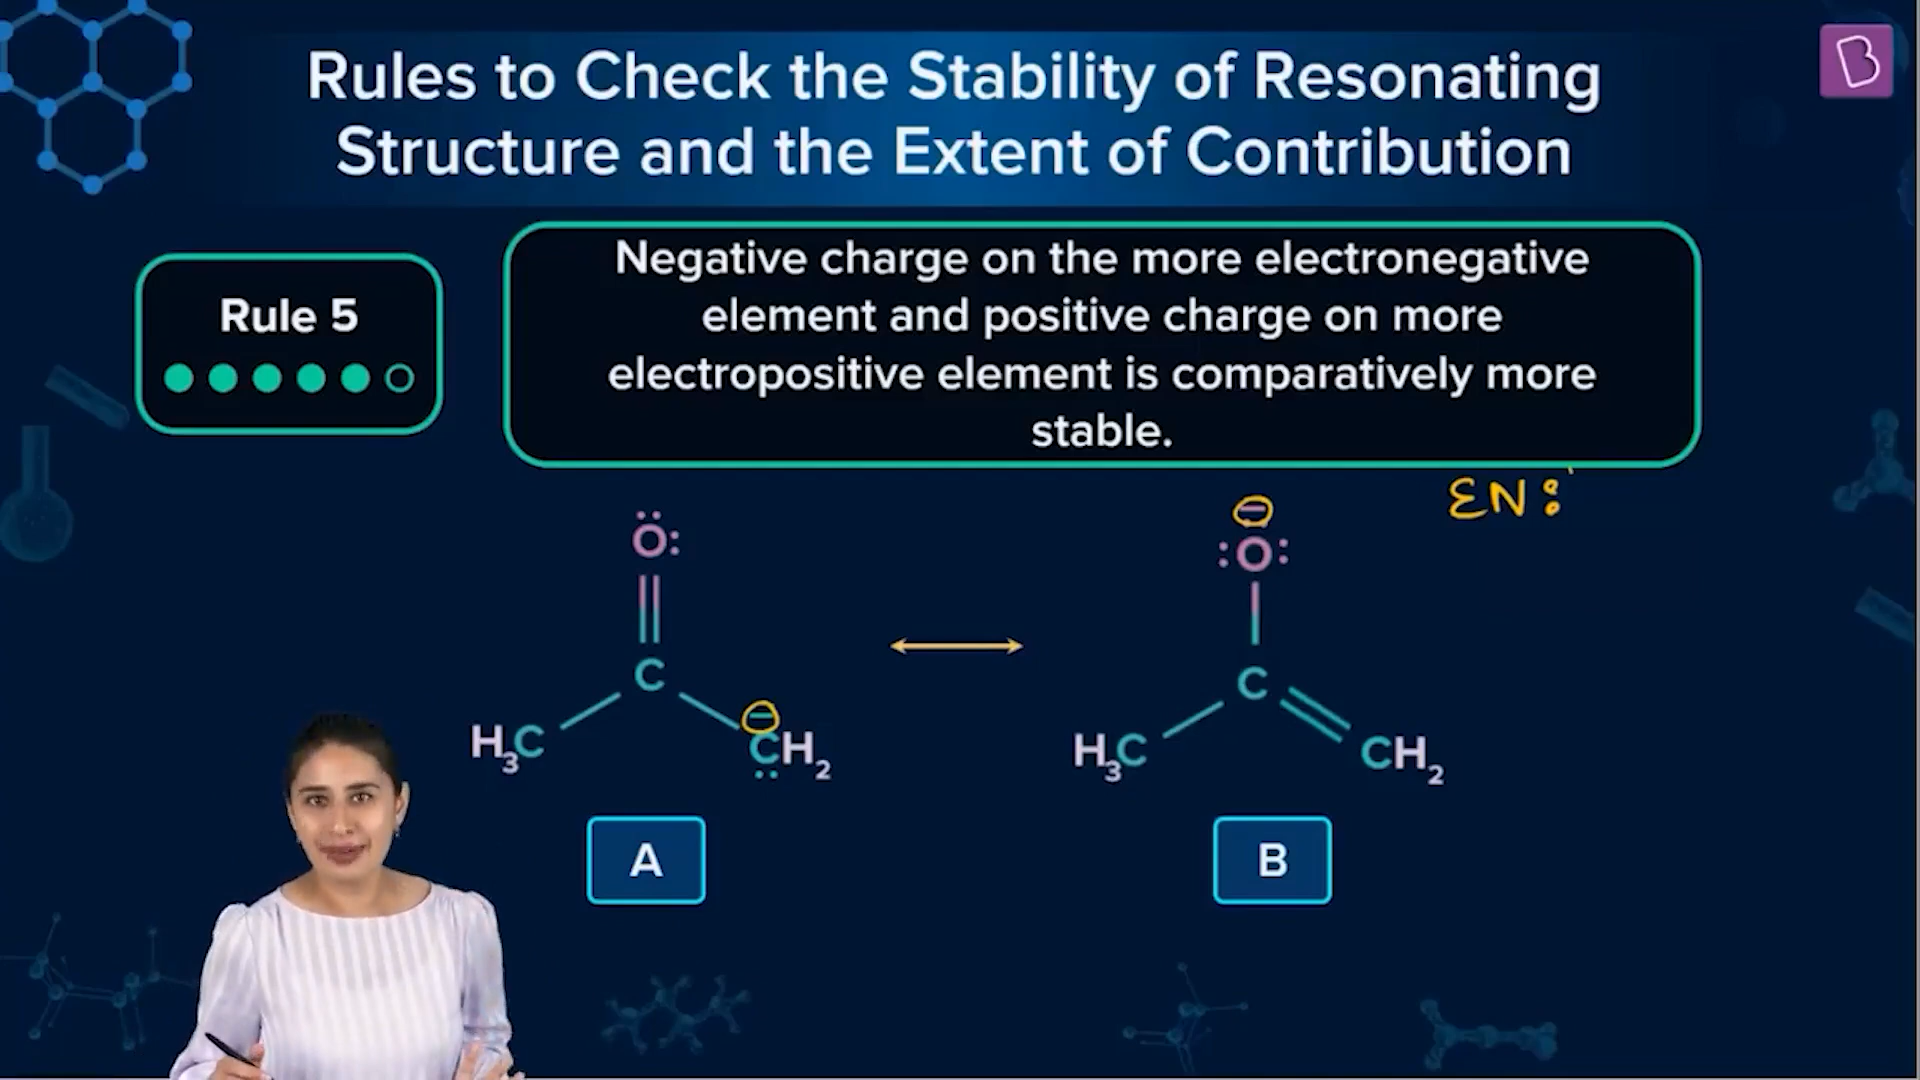 Rules to Check the Stability of Resonating
Structure and the Extent of Contribution
B
Rule 5
Negative charge on the more electronegative
element and positive charge on more
electropositive element is comparatively more
stable.
EN:
Ö:
C
H₃C
⊖
CH₂
A
⊖
:O:
C
H₃C
CH₂
B